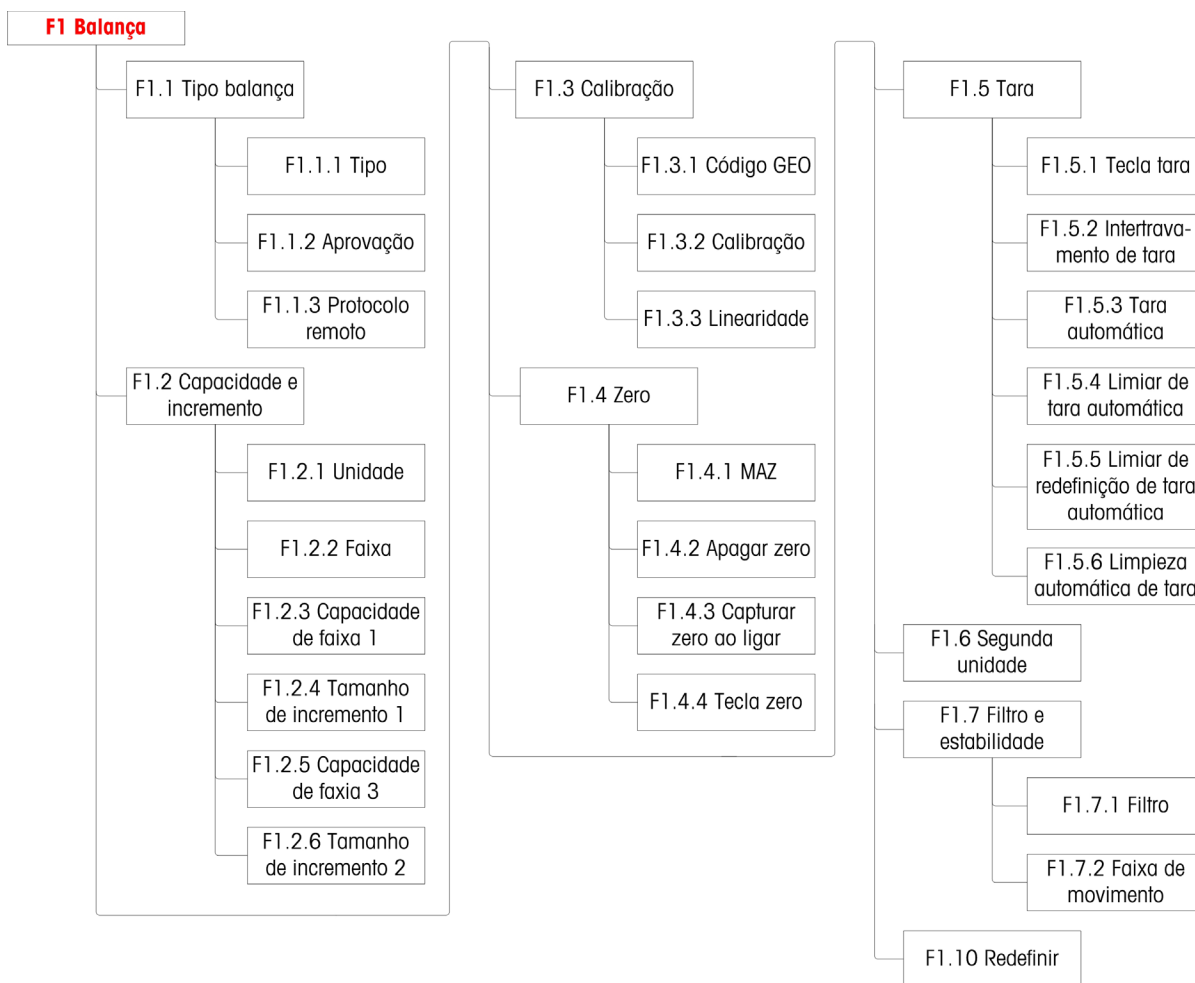 F1 Balança
F1.1 Tipo balança
F1.1.1 Tipo
F1.1.2 Aprovação
F1.1.3 Protocolo
remoto
F1.2 Capacidade e
incremento
F1.2.1 Unidade
F1.2.2 Faixa
F1.2.3 Capacidade
de faixa 1
F1.2.4 Tamanho
de incremento 1
F1.2.5 Capacidade
de faxia 3
F1.2.6 Tamanho
de incremento 2
F1.3 Calibração
F1.3.1 Código GEO
F1.3.2 Calibração
F1.3.3 Linearidade
F1.4 Zero
F1.4.1 MAZ
F1.4.2 Apagar zero
F1.4.3 Capturar
zero ao ligar
F1.4.4 Tecla zero
F1.5 Tara
F1.5.1 Tecla tara
F1.5.2 Intertrava-
mento de tara
F1.5.3 Tara
automática
F1.5.4 Limiar de
tara automática
F1.5.5 Limiar de
redefinição de tara
automática
F1.5.6 Limpieza
automática de tara
F1.6 Segunda
unidade
F1.7 Filtro e
estabilidade
F1.7.1 Filtro
F1.7.2 Faixa de
movimento
F1.10 Redefinir